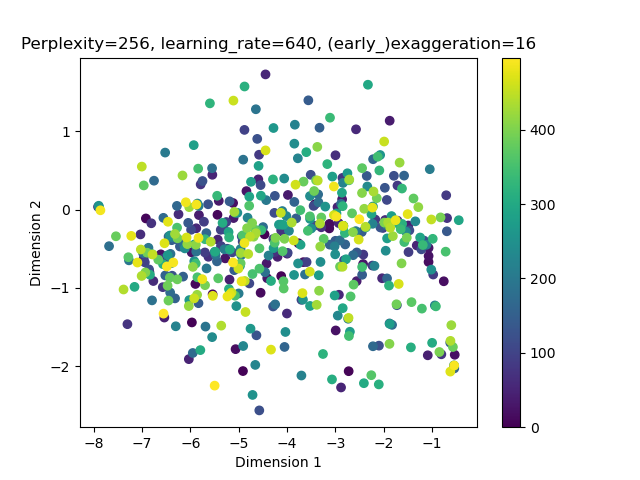 Perplexity=256, learning_rate=640, (early_)exaggeration=16
1
0
−1
−2
Dimension 2
−8 −7 −6 −5 −4 −3 −2 −1
Dimension 1
400
300
200
100
0